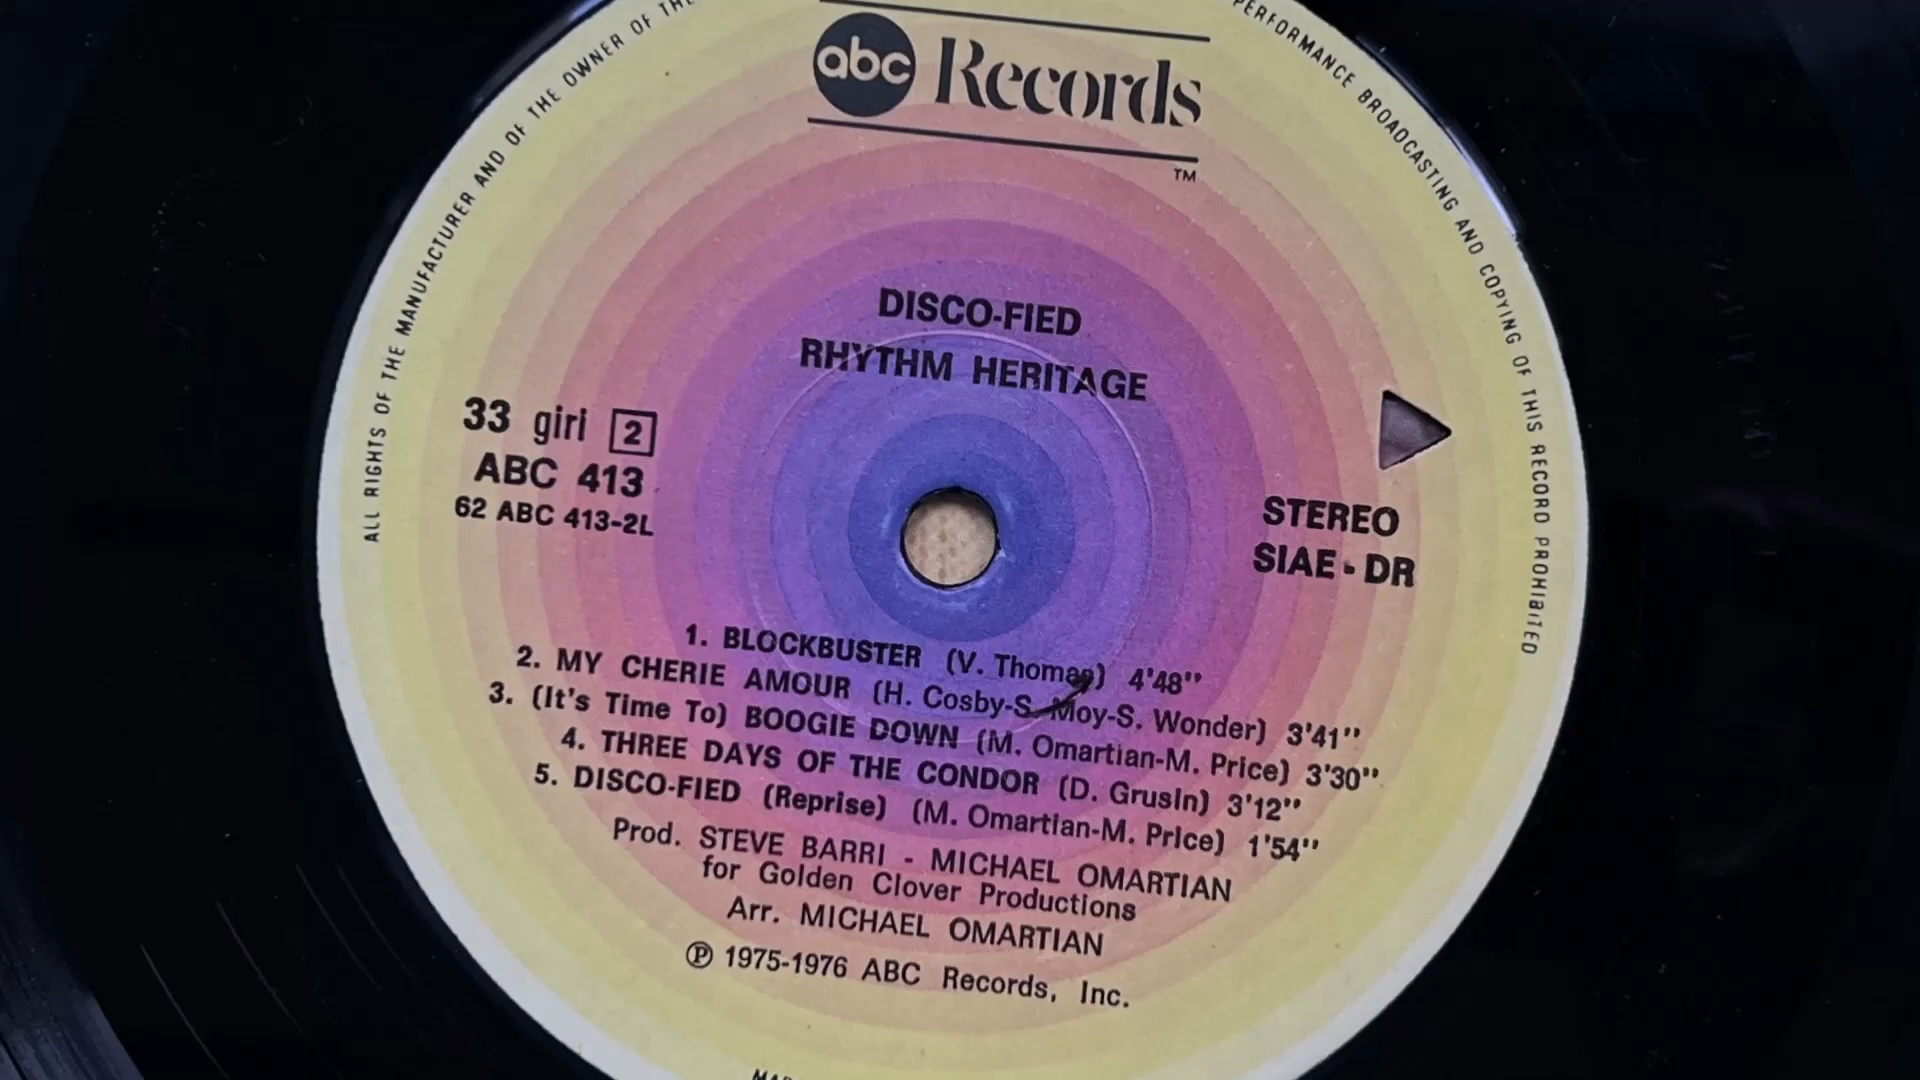 abc Records
TM
ALL RIGHTS OF THE MANUFACTURER AND OF THE OWNER OF THE
PERFORMANCE BROADCASTING AND COPYING OF THIS RECORD PROHIBITED
DISCO-FIED
RHYTHM HERITAGE
33 giri 2
ABC 413
62 ABC 413-2L
STEREO
SIAE - DR
1. BLOCKBUSTER (V. Thomas) 4'48''
2. MY CHERIE AMOUR (H. Cosby-S. Moy-S. Wonder) 3'41''
3. (It's Time To) BOOGIE DOWN (M. Omartian-M. Price) 3'30''
4. THREE DAYS OF THE CONDOR (D. Grusin) 3'12''
5. DISCO-FIED (Reprise) (M. Omartian-M. Price) 1'54''
Prod. STEVE BARRI - MICHAEL OMARTIAN
for Golden Clover Productions
Arr. MICHAEL OMARTIAN
Ⓟ 1975-1976 ABC Records, Inc.